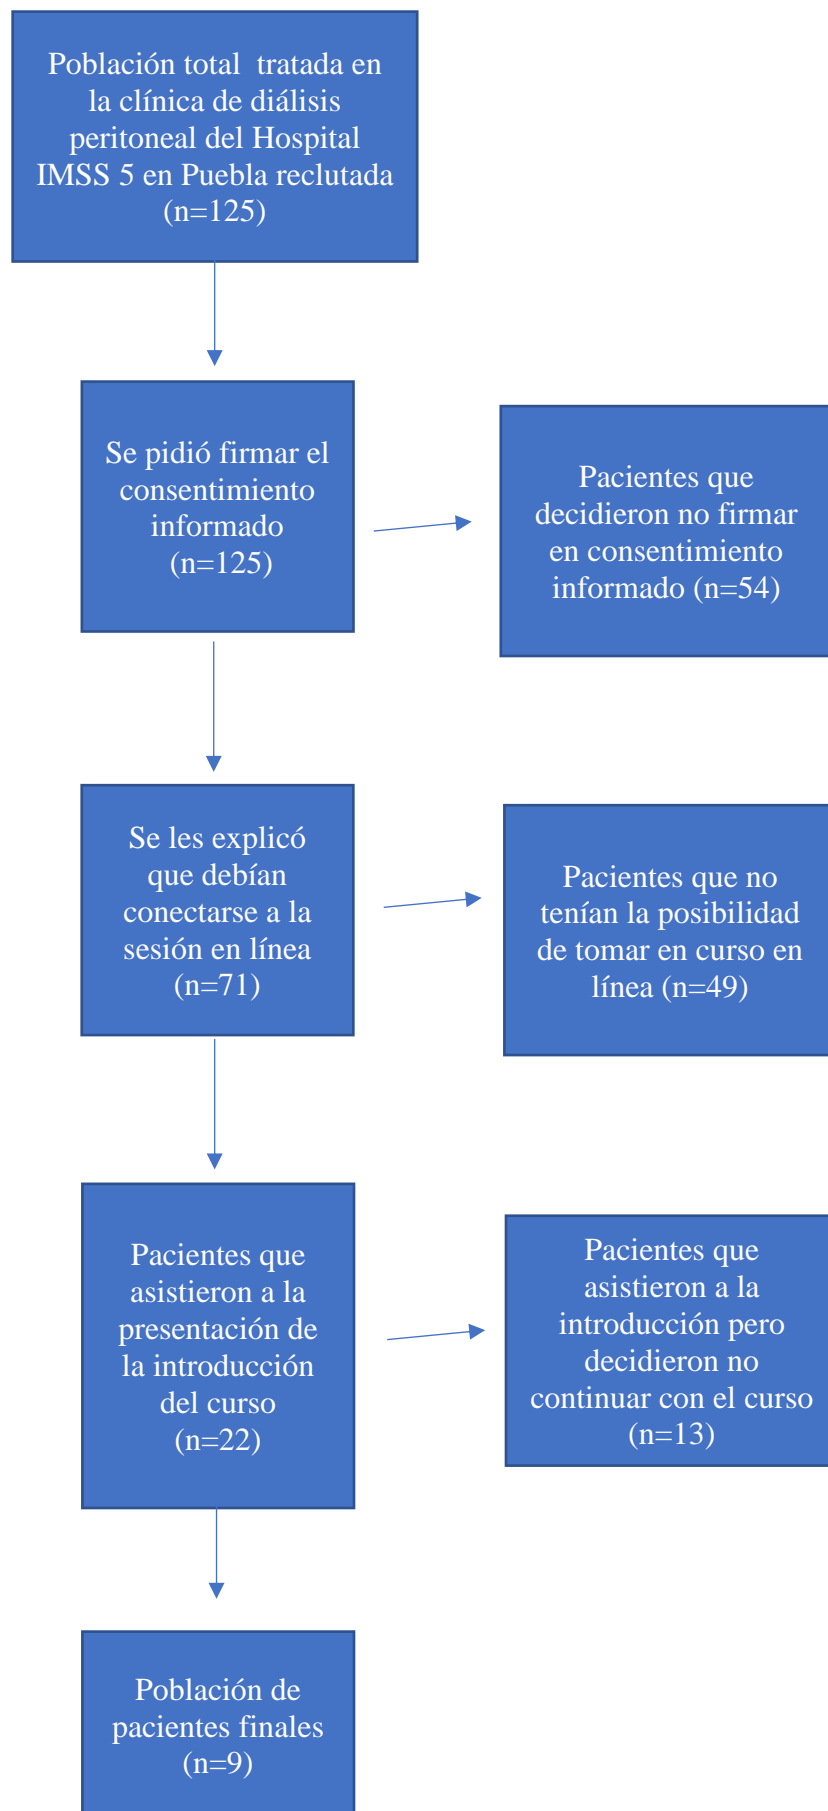 Población total tratada en
la clínica de diálisis
peritoneal del Hospital
IMSS 5 en Puebla reclutada
(n=125)
Se pidió firmar el
consentimiento
informado
(n=125)
Pacientes que
decidieron no firmar
en consentimiento
informado (n=54)
Se les explicó
que debían
conectarse a la
sesión en línea
(n=71)
Pacientes que no
tenían la posibilidad
de tomar en curso en
línea (n=49)
Pacientes que
asistieron a la
presentación de
la introducción
del curso
(n=22)
Pacientes que
asistieron a la
introducción pero
decidieron no
continuar con el curso
(n=13)
Población de
pacientes finales
(n=9)